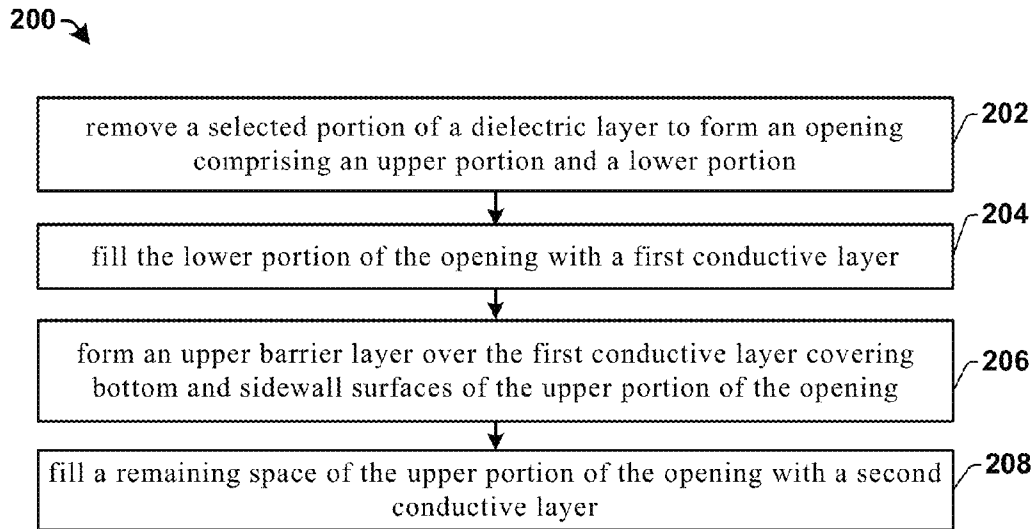 200
remove a selected portion of a dielectric layer to form an opening
comprising an upper portion and a lower portion
202
fill the lower portion of the opening with a first conductive layer
204
form an upper barrier layer over the first conductive layer covering
bottom and sidewall surfaces of the upper portion of the opening
206
fill a remaining space of the upper portion of the opening with a second
conductive layer
208